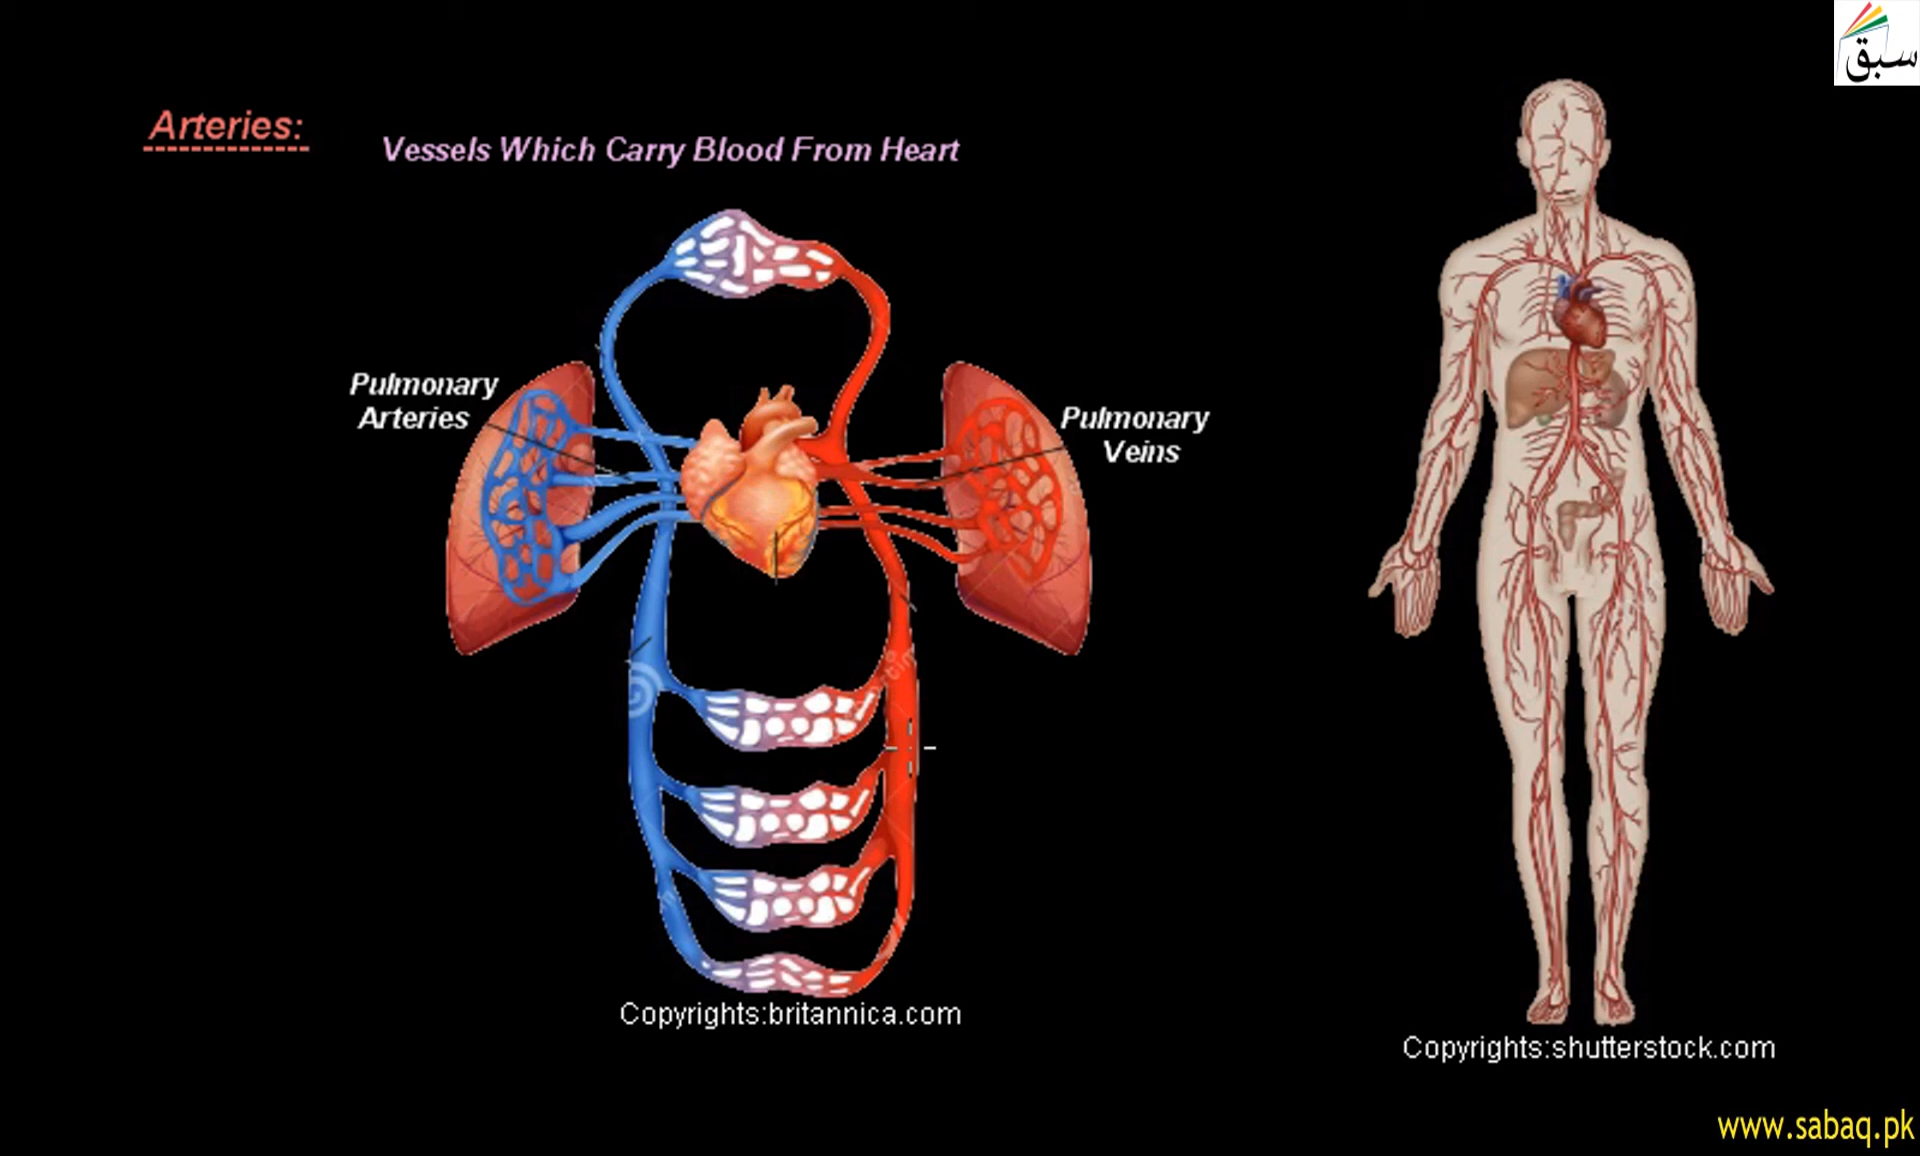 سبق
Arteries:
Vessels Which Carry Blood From Heart
Pulmonary
Arteries
Pulmonary
Veins
Copyrights:britannica.com
Copyrights:shutterstock.com
www.sabaq.pk